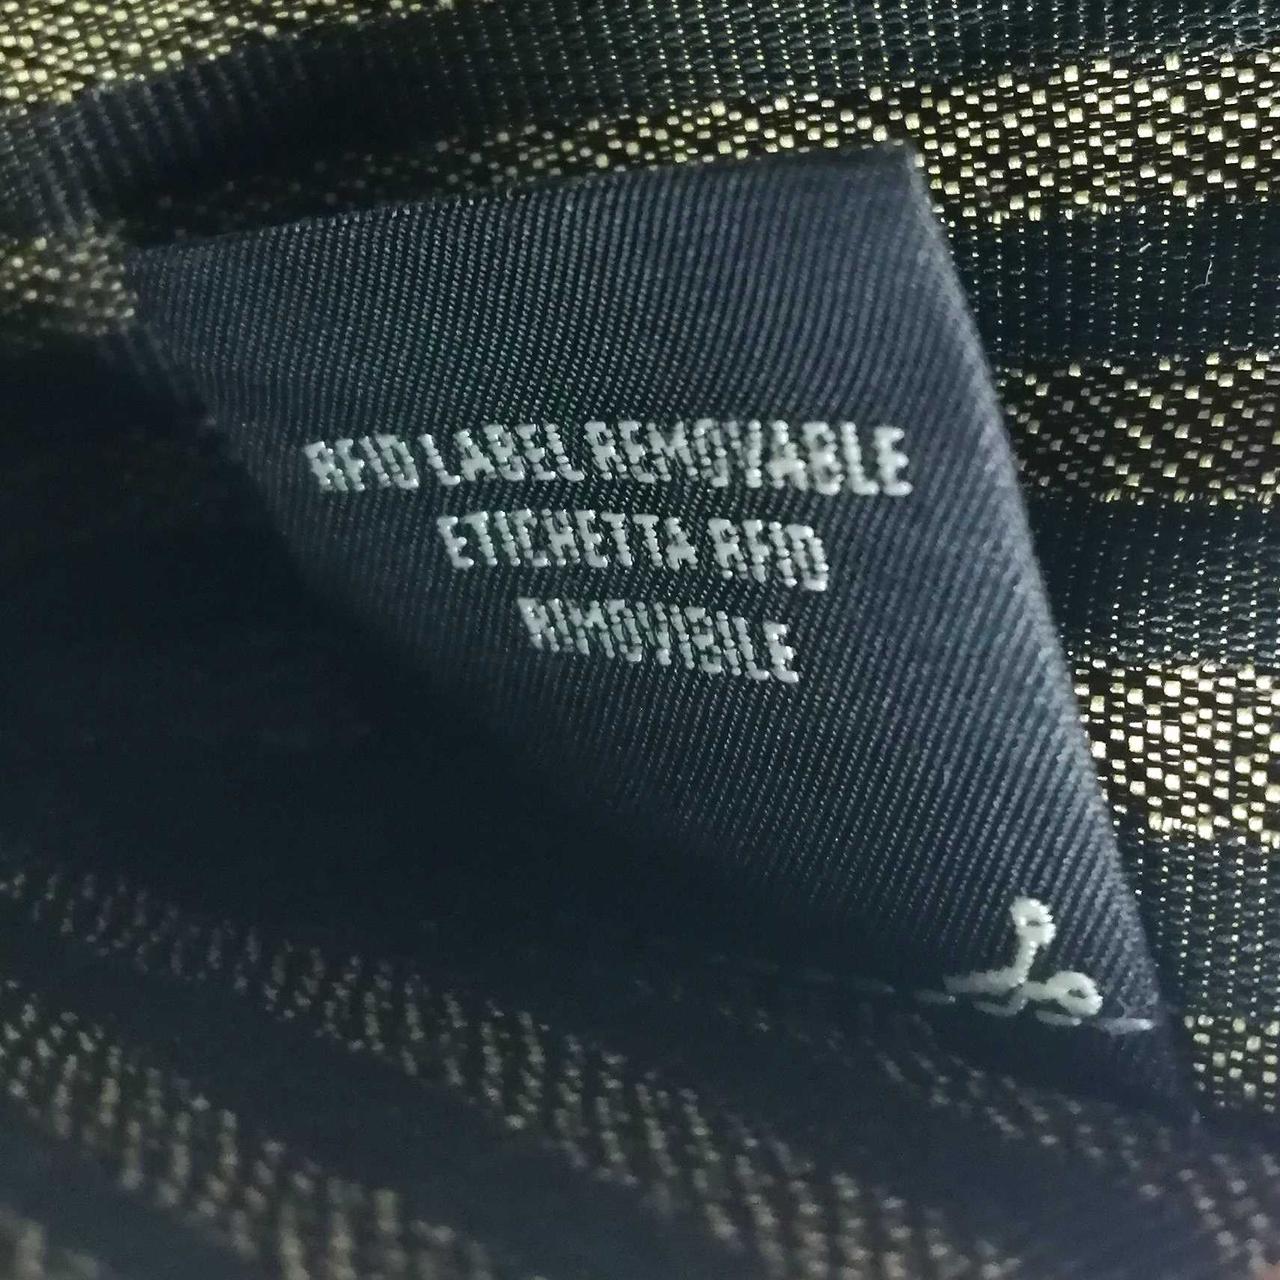 RFID LABEL REMOVABLE
ETICHETTA RFID
RIMOVIBILE